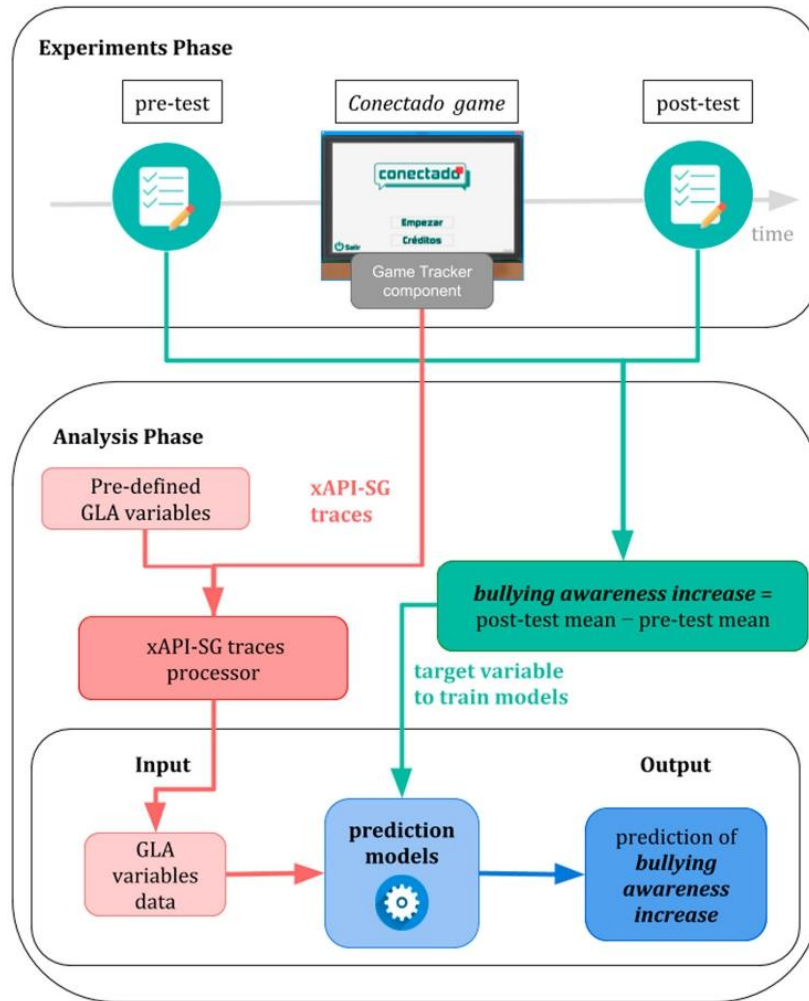 Experiments Phase
pre-test
Conectado game
post-test
conectado
Empezar
Créditos
Salir
time
Game Tracker
component
Analysis Phase
Pre-defined
GLA variables
xAPI-SG
traces
bullying awareness increase =
post-test mean – pre-test mean
xAPI-SG traces
processor
target variable
to train models
Input
Output
GLA
variables
data
prediction
models
prediction of
bullying
awareness
increase